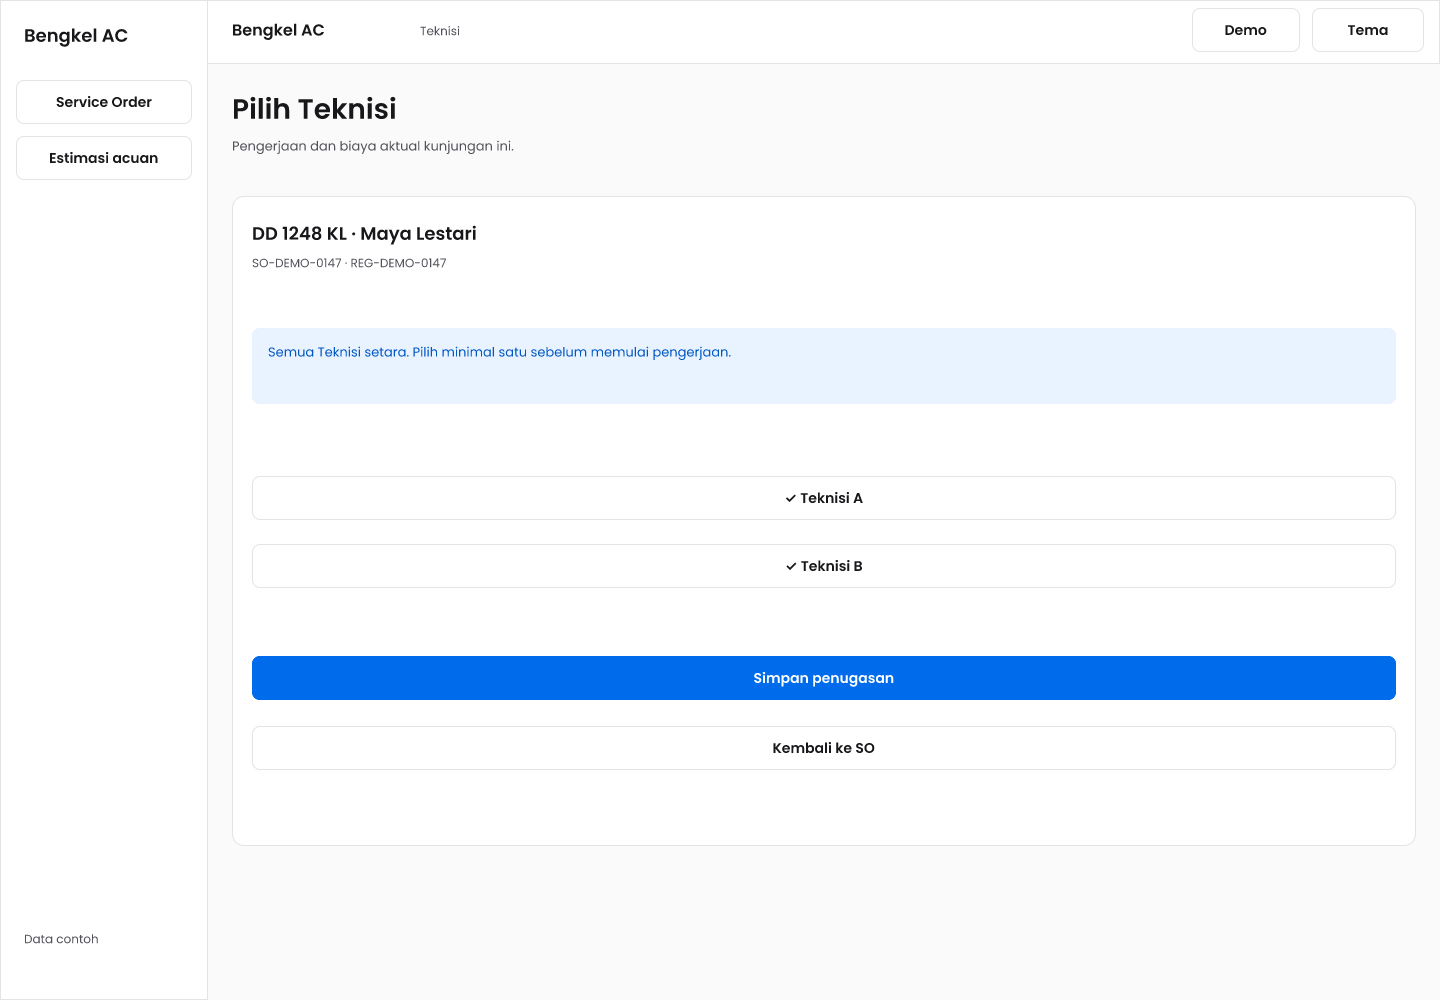 Bengkel AC
Service Order
Estimasi acuan
Data contoh
Bengkel AC
Teknisi
Demo
Tema
Pilih Teknisi
Pengerjaan dan biaya aktual kunjungan ini.
DD 1248 KL · Maya Lestari
SO-DEMO-0147 · REG-DEMO-0147
Semua Teknisi setara. Pilih minimal satu sebelum memulai pengerjaan.
✓ Teknisi A
✓ Teknisi B
Simpan penugasan
Kembali ke SO